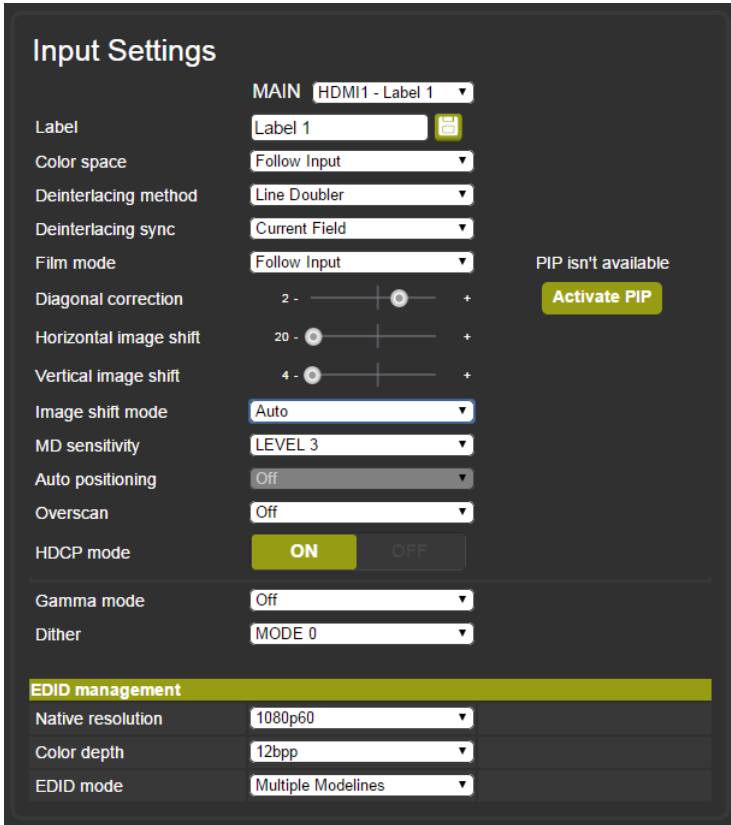 Input Settings
MAIN HDMI1 - Label 1
Label Label 1
Color space Follow Input
Deinterlacing method Line Doubler
Deinterlacing sync Current Field
Film mode Follow Input PIP isn't available
Diagonal correction 2 - + Activate PIP
Horizontal image shift 20 - +
Vertical image shift 4 - +
Image shift mode Auto
MD sensitivity LEVEL 3
Auto positioning Off
Overscan Off
HDCP mode ON OFF
Gamma mode Off
Dither MODE 0
EDID management
Native resolution 1080p60
Color depth 12bpp
EDID mode Multiple Modelines